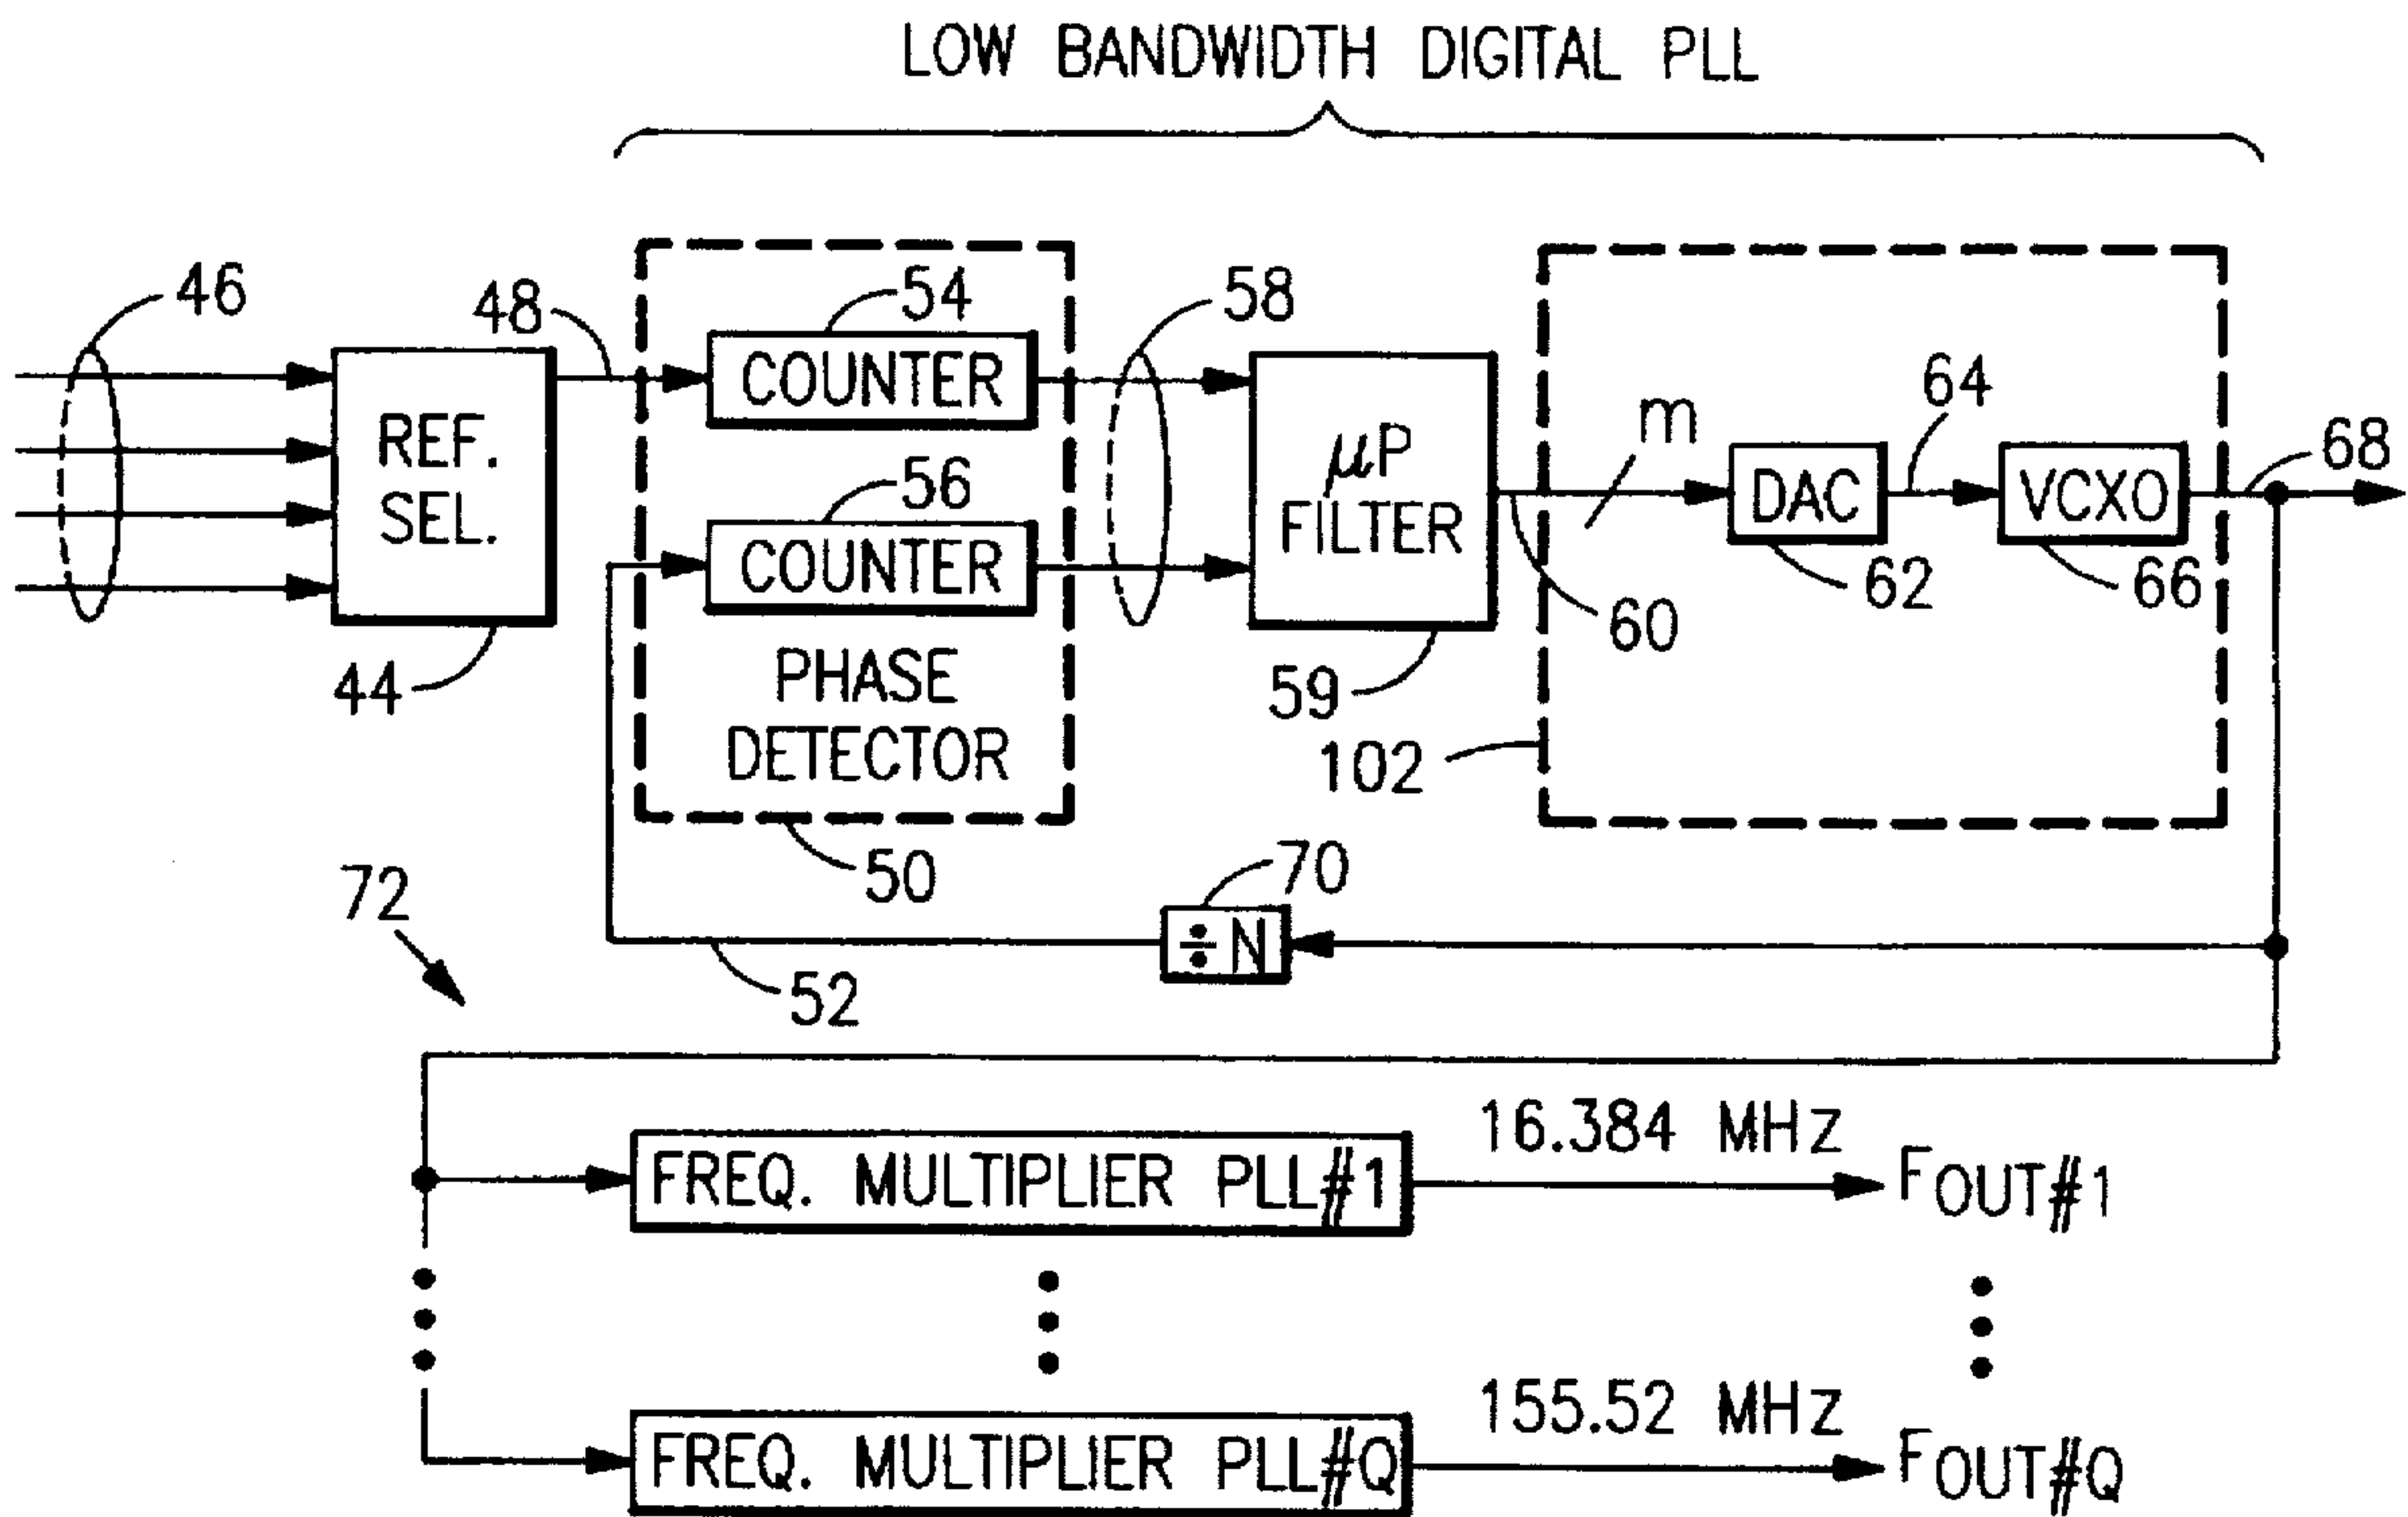 LOW BANDWIDTH DIGITAL PLL
46
48
54
58
COUNTER
REF.
SEL.
m
64
68
µP
FILTER
DAC
VCXO
56
COUNTER
62
66
60
44
PHASE
DETECTOR
59
102
50
70
72
÷N
52
16.384 MHz
FREQ. MULTIPLIER PLL#1
FOUT#1
155.52 MHz
FREQ. MULTIPLIER PLL#Q
FOUT#Q